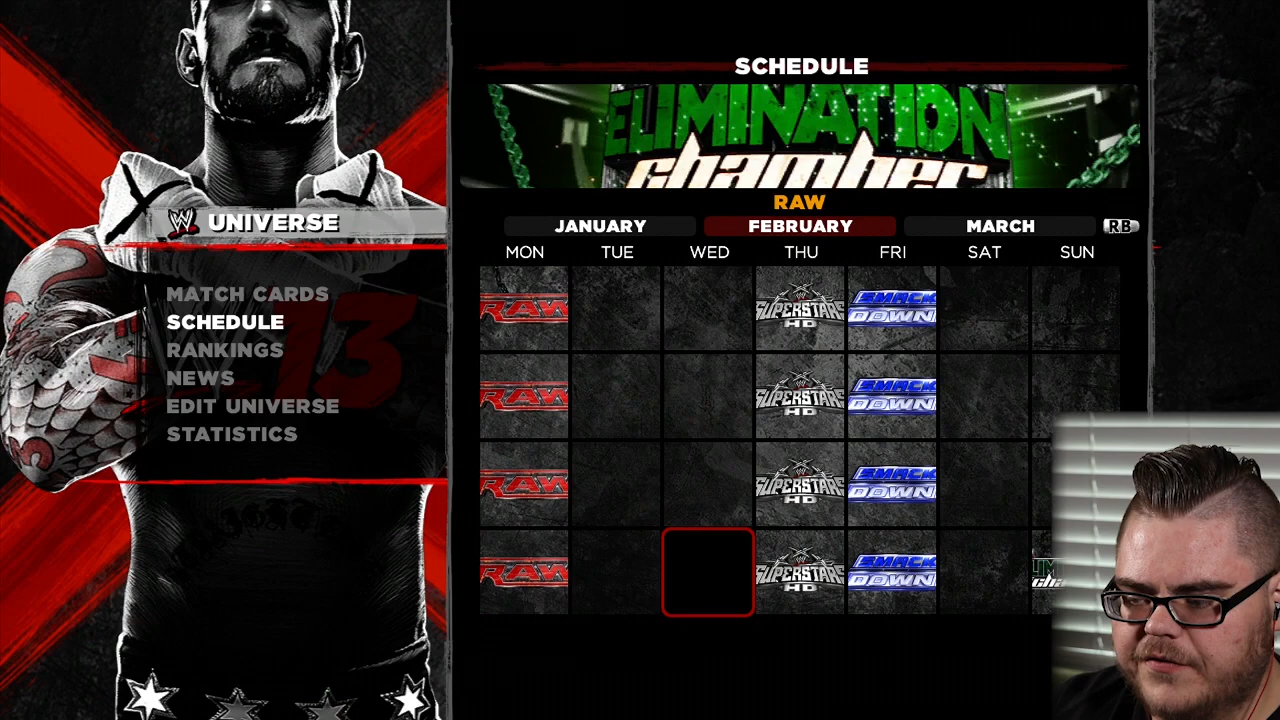 SCHEDULE
ELIMINATION
chamber
RAW
UNIVERSE
JANUARY FEBRUARY MARCH RB
MON TUE WED THU FRI SAT SUN
MATCH CARDS
SCHEDULE
RANKINGS
NEWS
EDIT UNIVERSE
STATISTICS
13
RAW SUPERSTARS HD SMACK DOWN
RAW SUPERSTARS HD SMACK DOWN
RAW SUPERSTARS HD SMACK DOWN
RAW SUPERSTARS HD SMACK DOWN